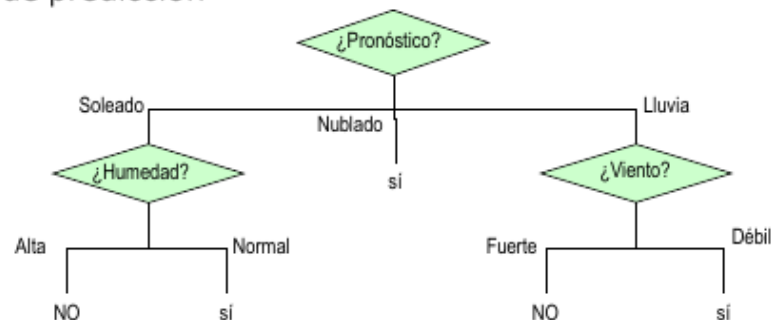 de predicción
¿Pronóstico?
Soleado
Nublado
Lluvia
sí
¿Humedad?
¿Viento?
Alta
Normal
Fuerte
Débil
NO
sí
NO
sí